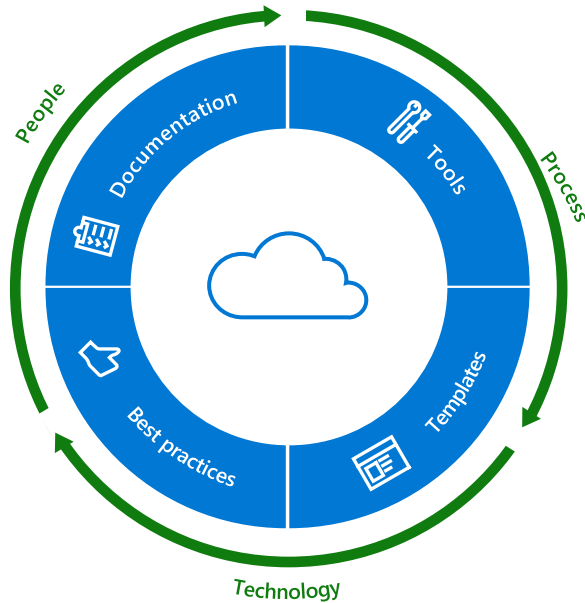 People
Documentation
Tools
Process
Templates
Best practices
Technology